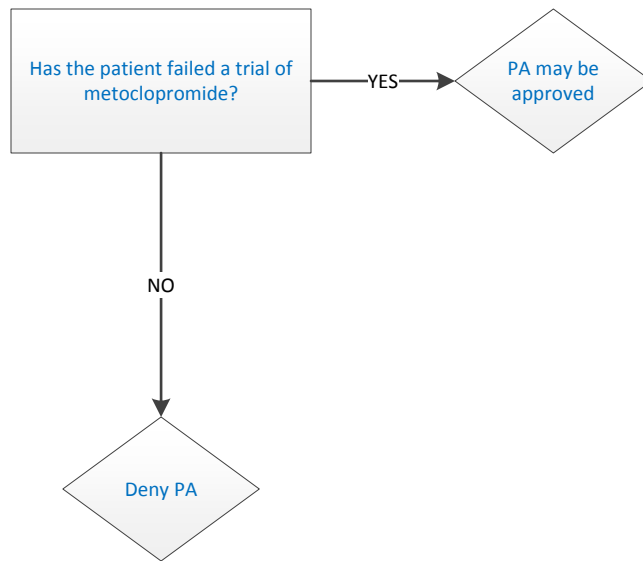 Has the patient failed a trial of
metoclopromide?
YES
PA may be
approved
NO
Deny PA